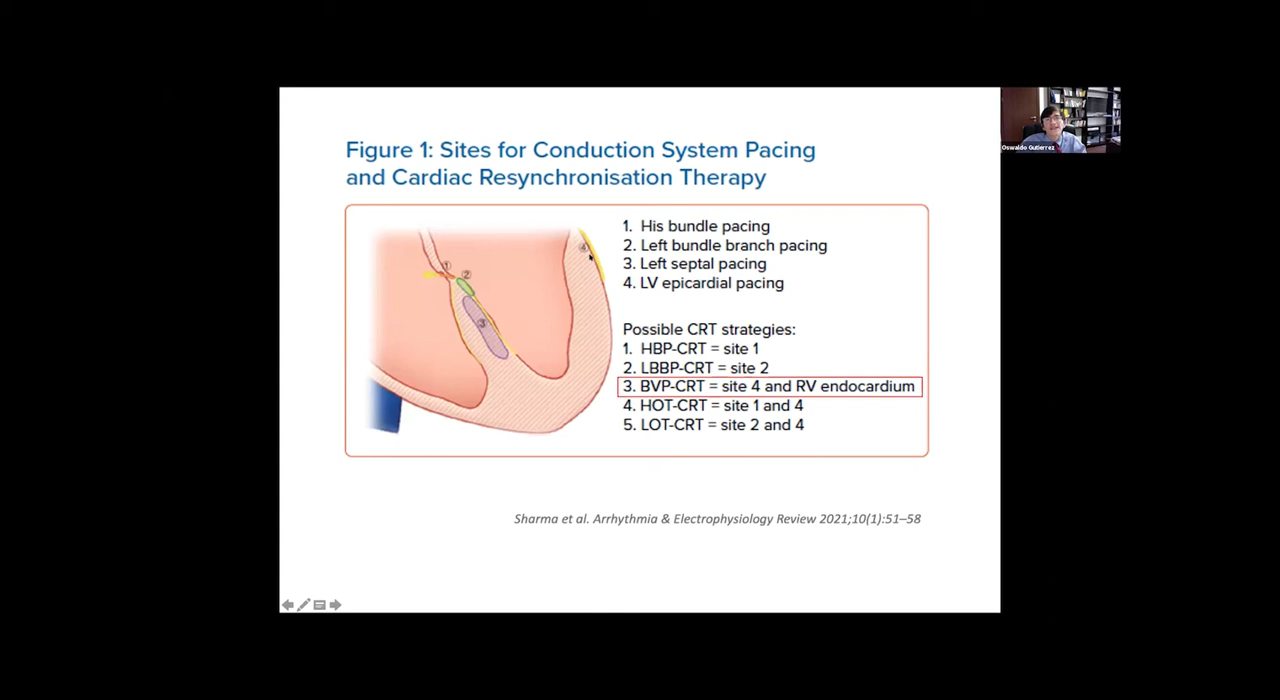 Figure 1: Sites for Conduction System Pacing
and Cardiac Resynchronisation Therapy
1
2
3
4
1. His bundle pacing
2. Left bundle branch pacing
3. Left septal pacing
4. LV epicardial pacing
Possible CRT strategies:
1. HBP-CRT = site 1
2. LBBP-CRT = site 2
3. BVP-CRT = site 4 and RV endocardium
4. HOT-CRT = site 1 and 4
5. LOT-CRT = site 2 and 4
Sharma et al. Arrhythmia & Electrophysiology Review 2021;10(1):51–58
Oswaldo Gutierrez